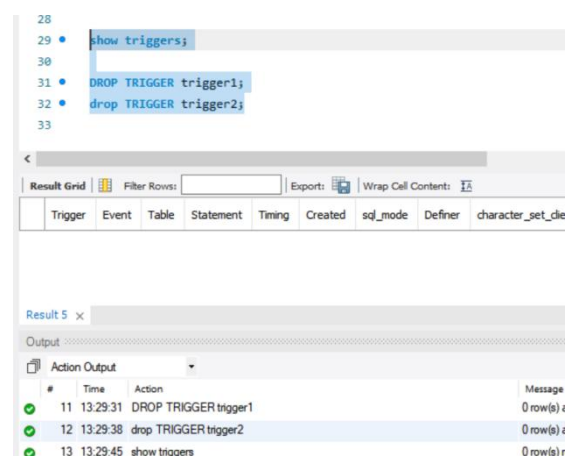 28
29 show triggers;
30
31 DROP TRIGGER trigger1;
32 drop TRIGGER trigger2;
33
Result Grid Filter Rows: Export: Wrap Cell Content:
Trigger Event Table Statement Timing Created sql_mode Definer
Result 5
Output
Action Output
# Time Action Message
11 13:29:31 DROP TRIGGER trigger1 0 row(s) a
12 13:29:38 drop TRIGGER trigger2 0 row(s) a
13 13:29:45 show triggers 0 row(s)